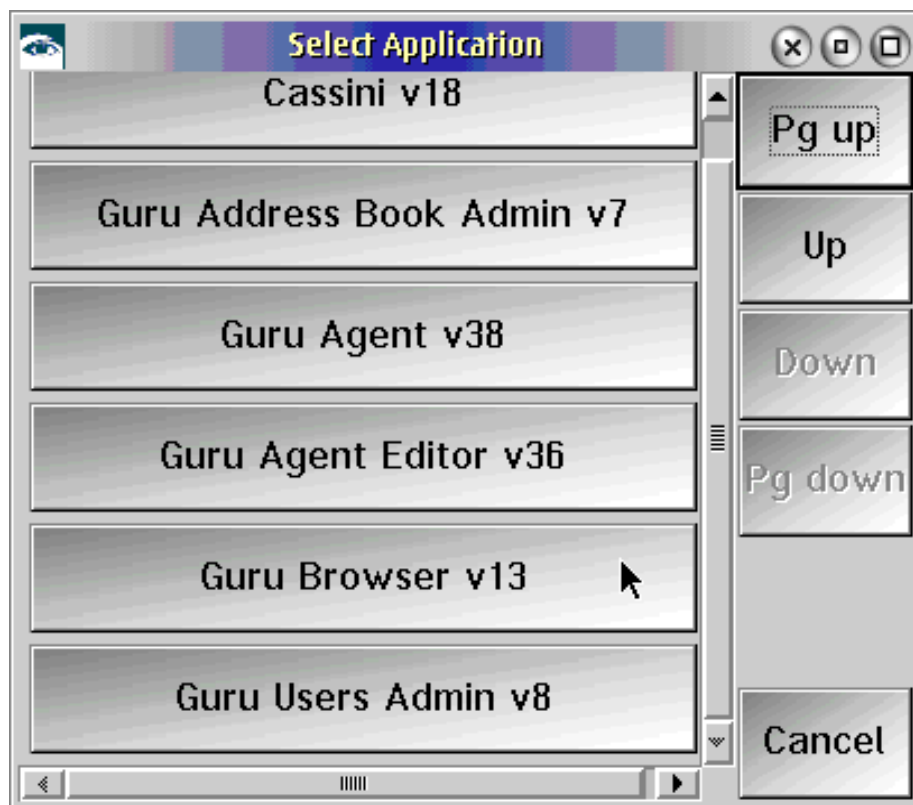 Select Application
Cassini v18
Guru Address Book Admin v7
Guru Agent v38
Guru Agent Editor v36
Guru Browser v13
Guru Users Admin v8
Pg up
Up
Down
Pg down
Cancel